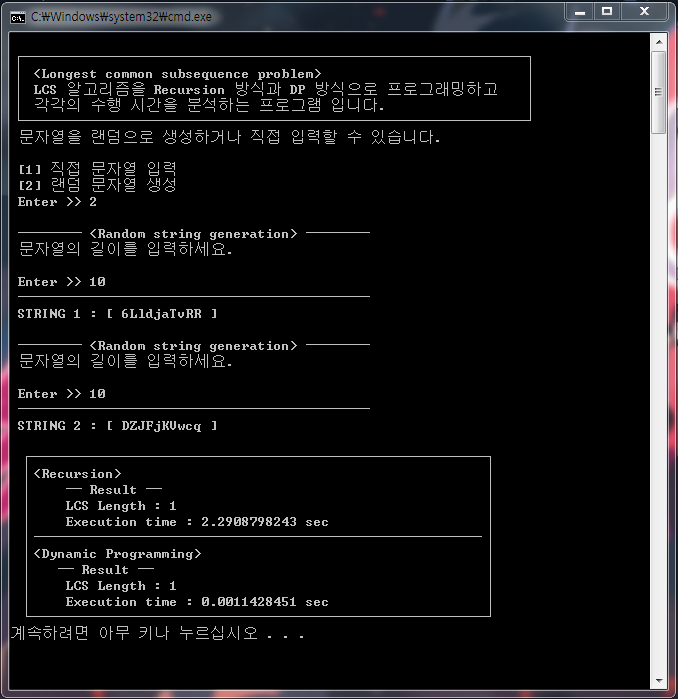 C:₩Windows₩system32₩cmd.exe
<Longest common subsequence problem>
LCS 알고리즘을 Recursion 방식과 DP 방식으로 프로그래밍하고
각각의 수행 시간을 분석하는 프로그램 입니다.
문자열을 랜덤으로 생성하거나 직접 입력할 수 있습니다.
[1] 직접 문자열 입력
[2] 랜덤 문자열 생성
Enter >> 2
<Random string generation>
문자열의 길이를 입력하세요.
Enter >> 10
STRING 1 : [ 6LldjaTvRR ]
<Random string generation>
문자열의 길이를 입력하세요.
Enter >> 10
STRING 2 : [ DZJFjKVwcq ]
<Recursion>
── Result ──
LCS Length : 1
Execution time : 2.2908798243 sec
<Dynamic Programming>
── Result ──
LCS Length : 1
Execution time : 0.0011428451 sec
계속하려면 아무 키나 누르십시오 . . .